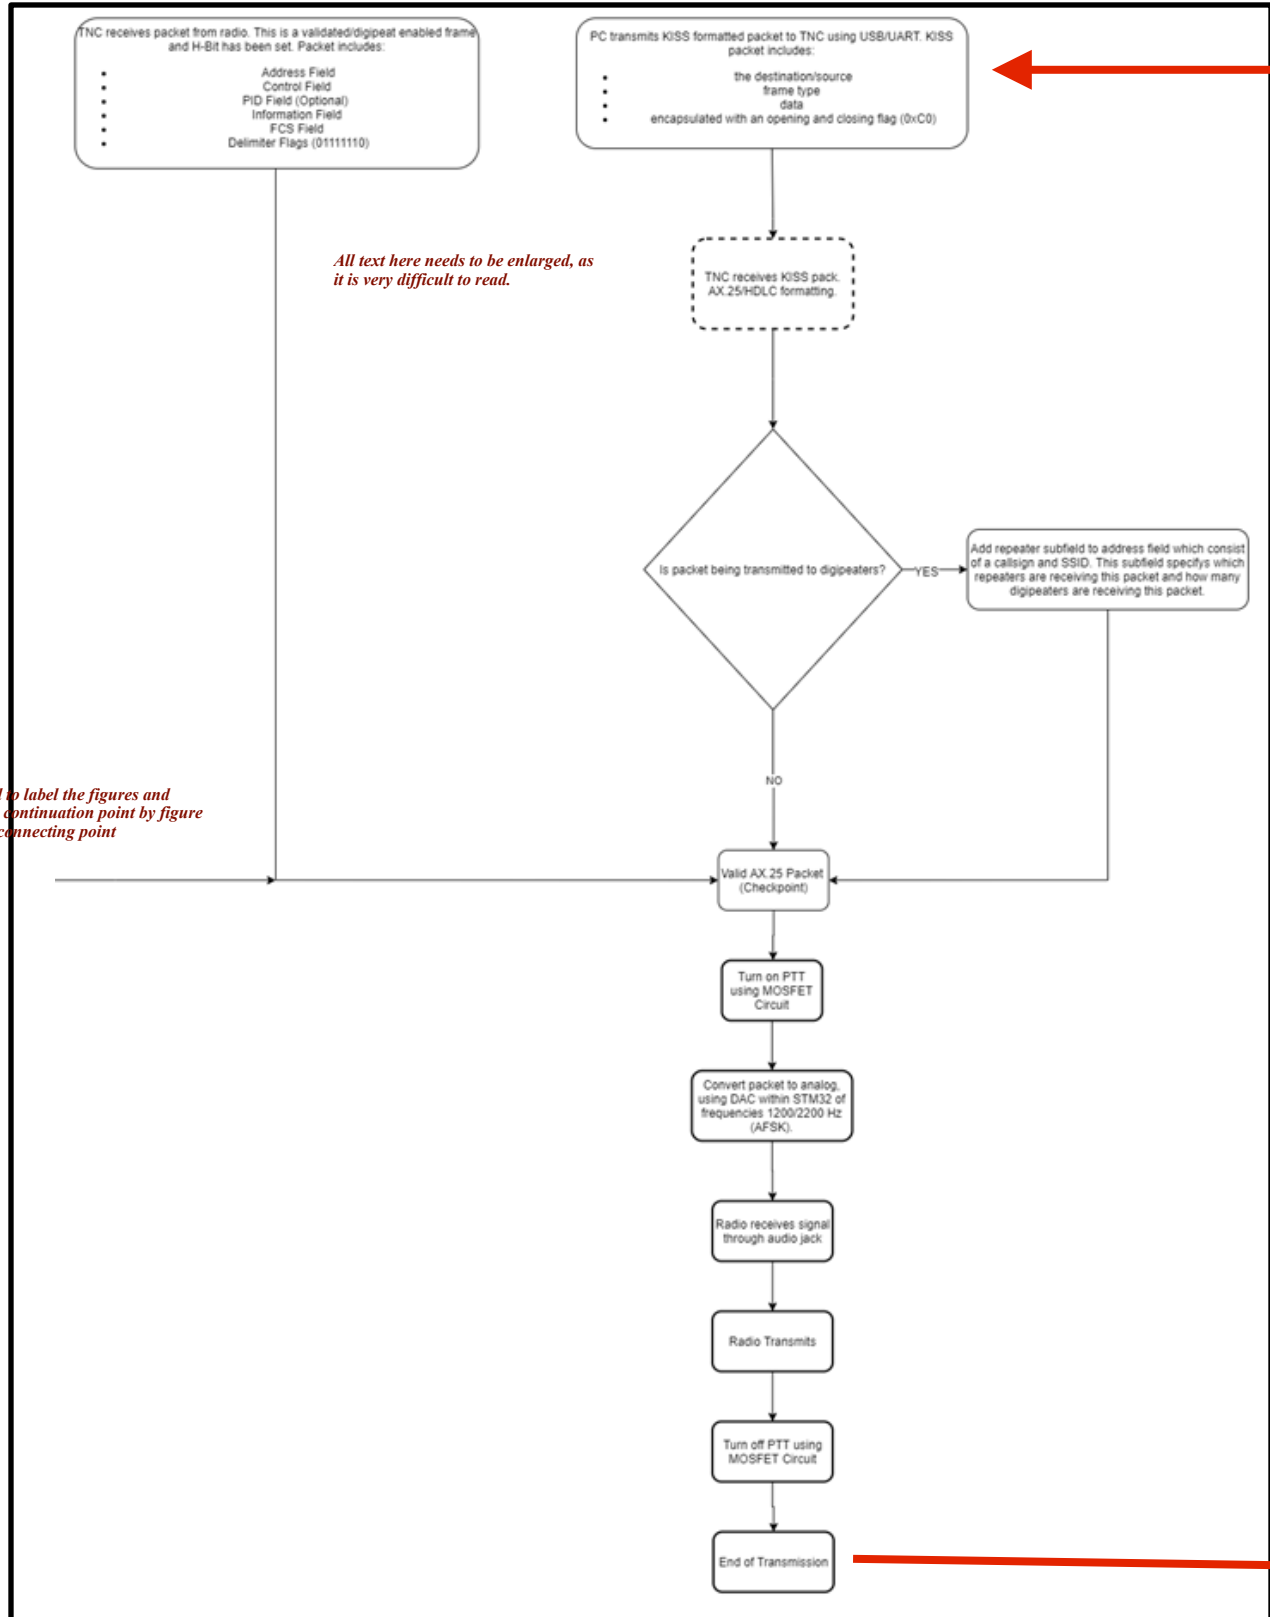 TNC receives packet from radio. This is a validated/digipeat enabled frame
and H-Bit has been set. Packet includes:
Address Field
Control Field
PID Field (Optional)
Information Field
FCS Field
Delimiter Flags (01111110)
PC transmits KISS formatted packet to TNC using USB/UART. KISS
packet includes:
the destination/source
frame type
data
encapsulated with an opening and closing flag (0xC0)
All text here needs to be enlarged, as
it is very difficult to read.
TNC receives KISS pack.
AX.25/HDLC formatting.
Is packet being transmitted to digipeaters?
YES
Add repeater subfield to address field which consist
of a callsign and SSID. This subfield specifys which
repeaters are receiving this packet and how many
digipeaters are receiving this packet.
NO
to label the figures and
continuation point by figure
connecting point
Valid AX.25 Packet
(Checkpoint)
Turn on PTT
using MOSFET
Circuit
Convert packet to analog,
using DAC within STM32 of
frequencies 1200/2200 Hz
(AFSK).
Radio receives signal
through audio jack
Radio Transmits
Turn off PTT using
MOSFET Circuit
End of Transmission